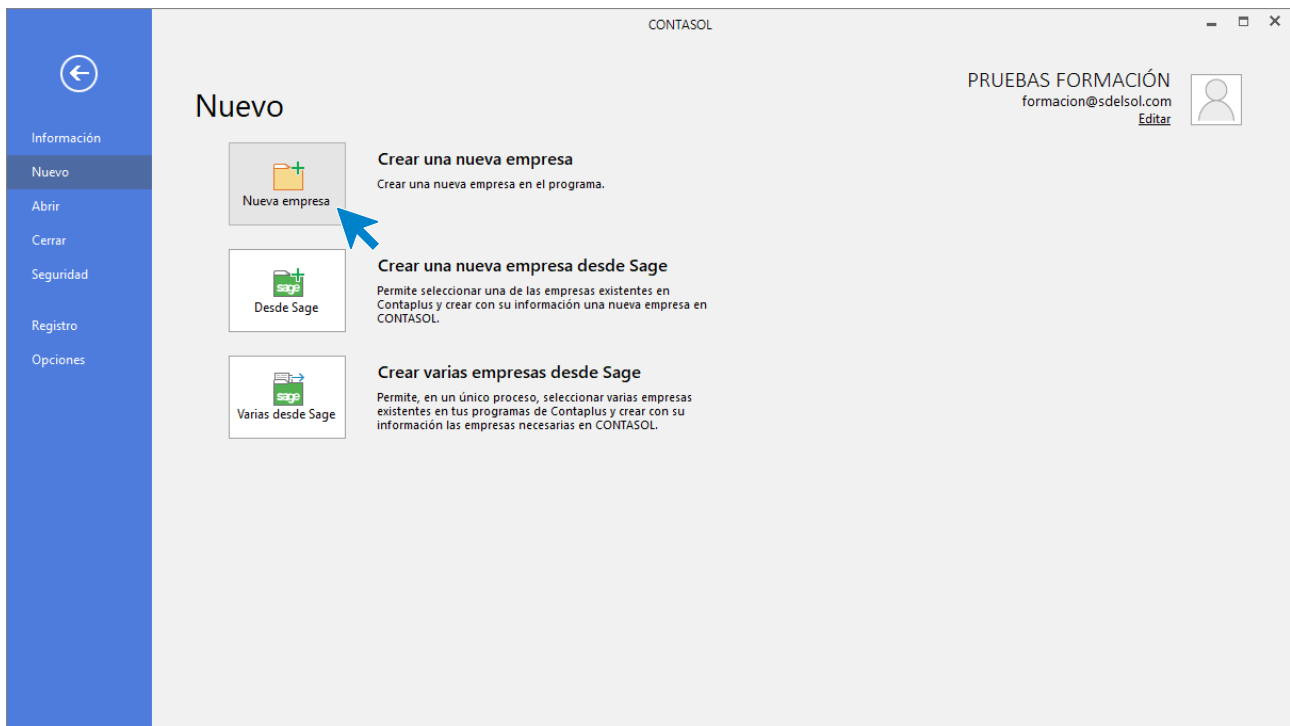 CONTASOL
PRUEBAS FORMACIÓN
formacion@sdelsol.com
Editar
Información
Nuevo
Abrir
Cerrar
Seguridad
Registro
Opciones
Nuevo
Nueva empresa
Crear una nueva empresa
Crear una nueva empresa en el programa.
sage
Desde Sage
Crear una nueva empresa desde Sage
Permite seleccionar una de las empresas existentes en
Contaplus y crear con su información una nueva empresa en
CONTASOL.
sage
Varias desde Sage
Crear varias empresas desde Sage
Permite, en un único proceso, seleccionar varias empresas
existentes en tus programas de Contaplus y crear con su
información las empresas necesarias en CONTASOL.